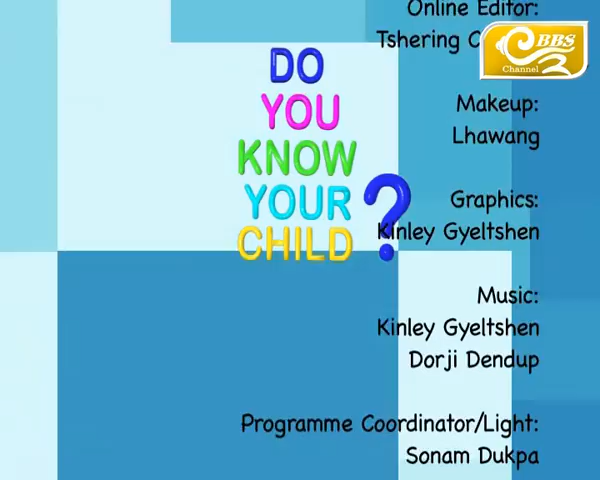 Online Editor:
Tshering
BBS
Channel 2
DO
YOU
KNOW
YOUR
CHILD ?
Makeup:
Lhawang
Graphics:
Kinley Gyeltshen
Music:
Kinley Gyeltshen
Dorji Dendup
Programme Coordinator/Light:
Sonam Dukpa